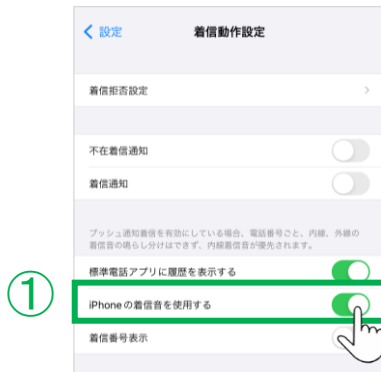 設定 着信動作設定
着信拒否設定
不在着信通知
着信通知
プッシュ通知着信を有効にしている場合、電話番号ごと、内線、外線の
着信音の鳴らし分けはできず、内線着信音が優先されます。
標準電話アプリに履歴を表示する
① iPhoneの着信音を使用する
着信番号表示